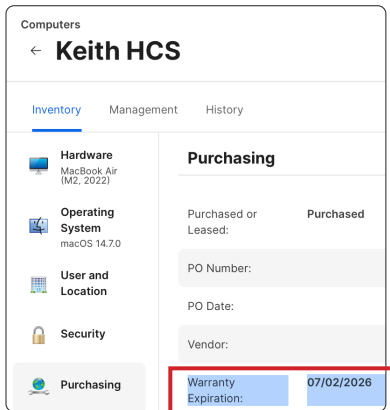 Computers
← Keith HCS
Inventory Management History
Hardware
MacBook Air
(M2, 2022)
Operating
System
macOS 14.7.0
User and
Location
Security
Purchasing
Purchasing
Purchased or Purchased
Leased:
PO Number:
PO Date:
Vendor:
Warranty 07/02/2026
Expiration: